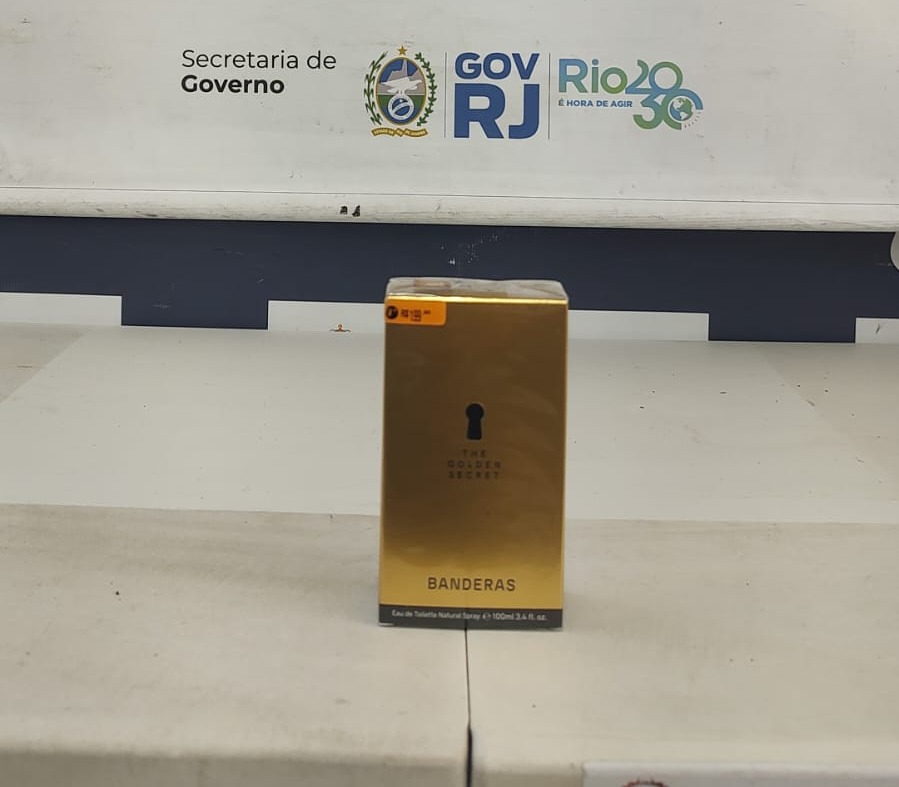 Secretaria de
Governo
GOV
RJ
Rio2030
É HORA DE AGIR
THE
GOLDEN
SECRET
BANDERAS
Eau de Toilette Natural Spray e 100ml 3.4 fl. oz.